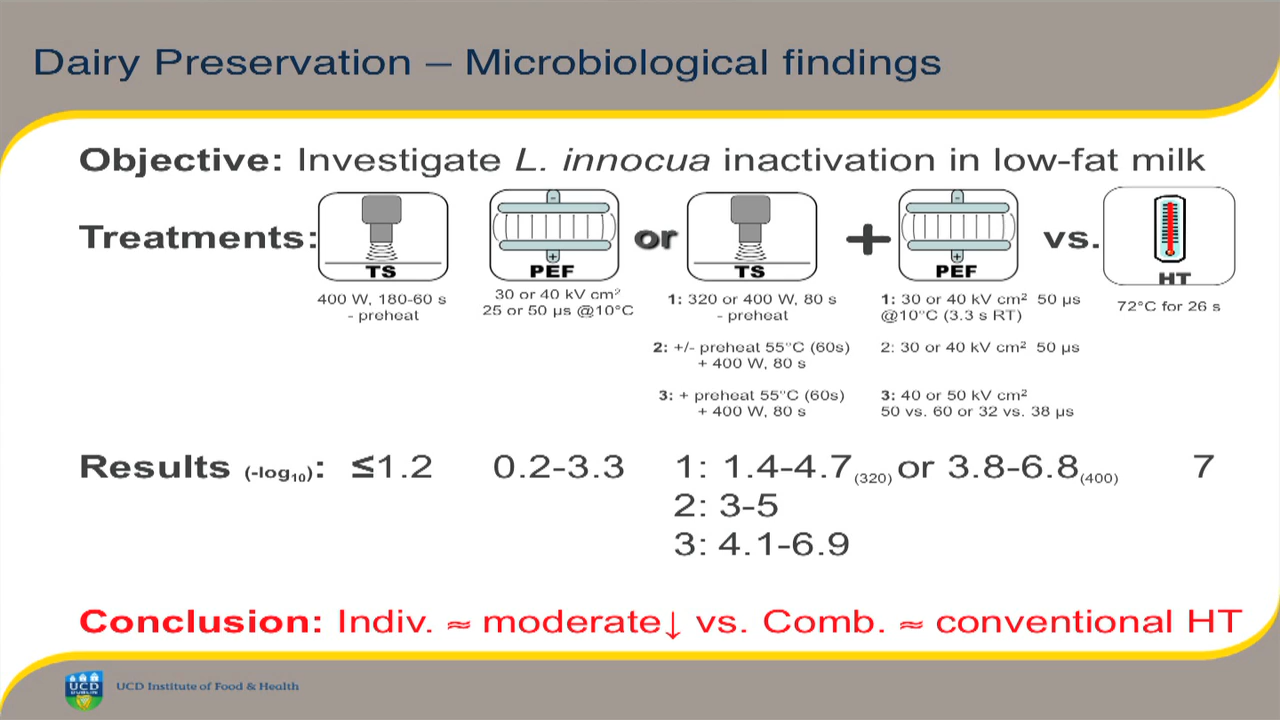 Dairy Preservation – Microbiological findings
Objective: Investigate L. innocua inactivation in low-fat milk
Treatments:
TS
PEF
or
TS
+
PEF
vs.
HT
400 W, 180-60 s
- preheat
30 or 40 kV cm²
25 or 50 µs @10°C
1: 320 or 400 W, 80 s
- preheat
2: +/- preheat 55°C (60s)
+ 400 W, 80 s
3: + preheat 55°C (60s)
+ 400 W, 80 s
1: 30 or 40 kV cm² 50 µs
@10°C (3.3 s RT)
2: 30 or 40 kV cm² 50 µs
3: 40 or 50 kV cm²
50 vs. 60 or 32 vs. 38 µs
72°C for 26 s
Results (-log₁₀): ≤1.2 0.2-3.3 1: 1.4-4.7(320) or 3.8-6.8(400) 7
2: 3-5
3: 4.1-6.9
Conclusion: Indiv. ≈ moderate↓ vs. Comb. ≈ conventional HT
UCD
DUBLIN
UCD Institute of Food & Health